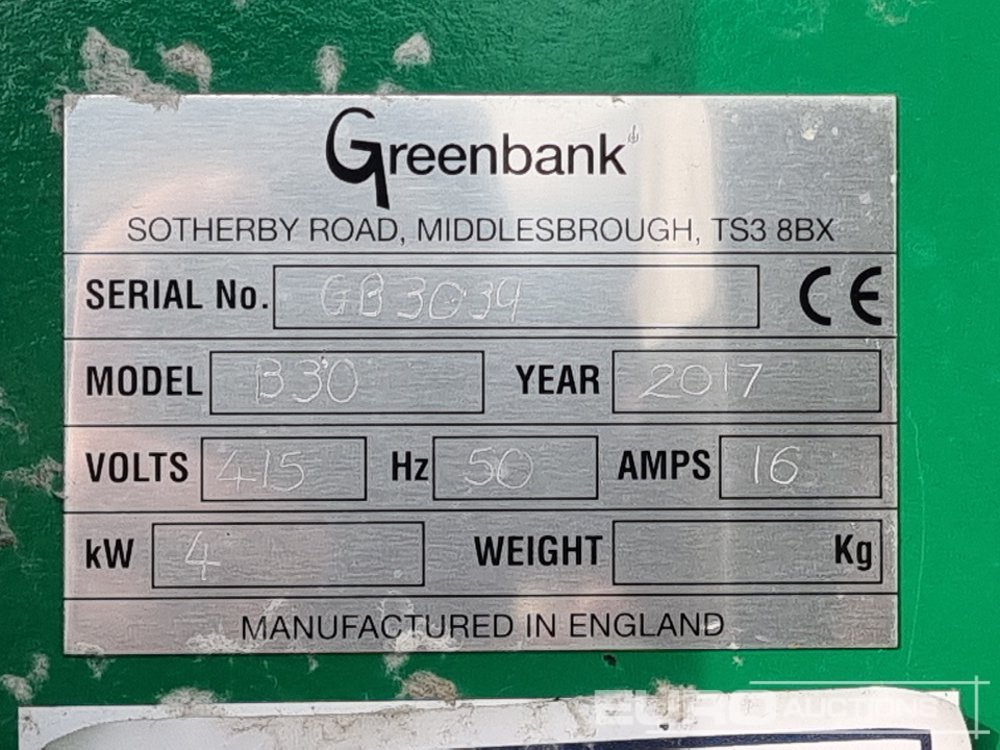 Greenbank
SOTHERBY ROAD, MIDDLESBROUGH, TS3 8BX
SERIAL No. GB3034 CE
MODEL B30 YEAR 2017
VOLTS 415 Hz 50 AMPS 16
kW 4 WEIGHT Kg
MANUFACTURED IN ENGLAND
EURO AUCTIONS